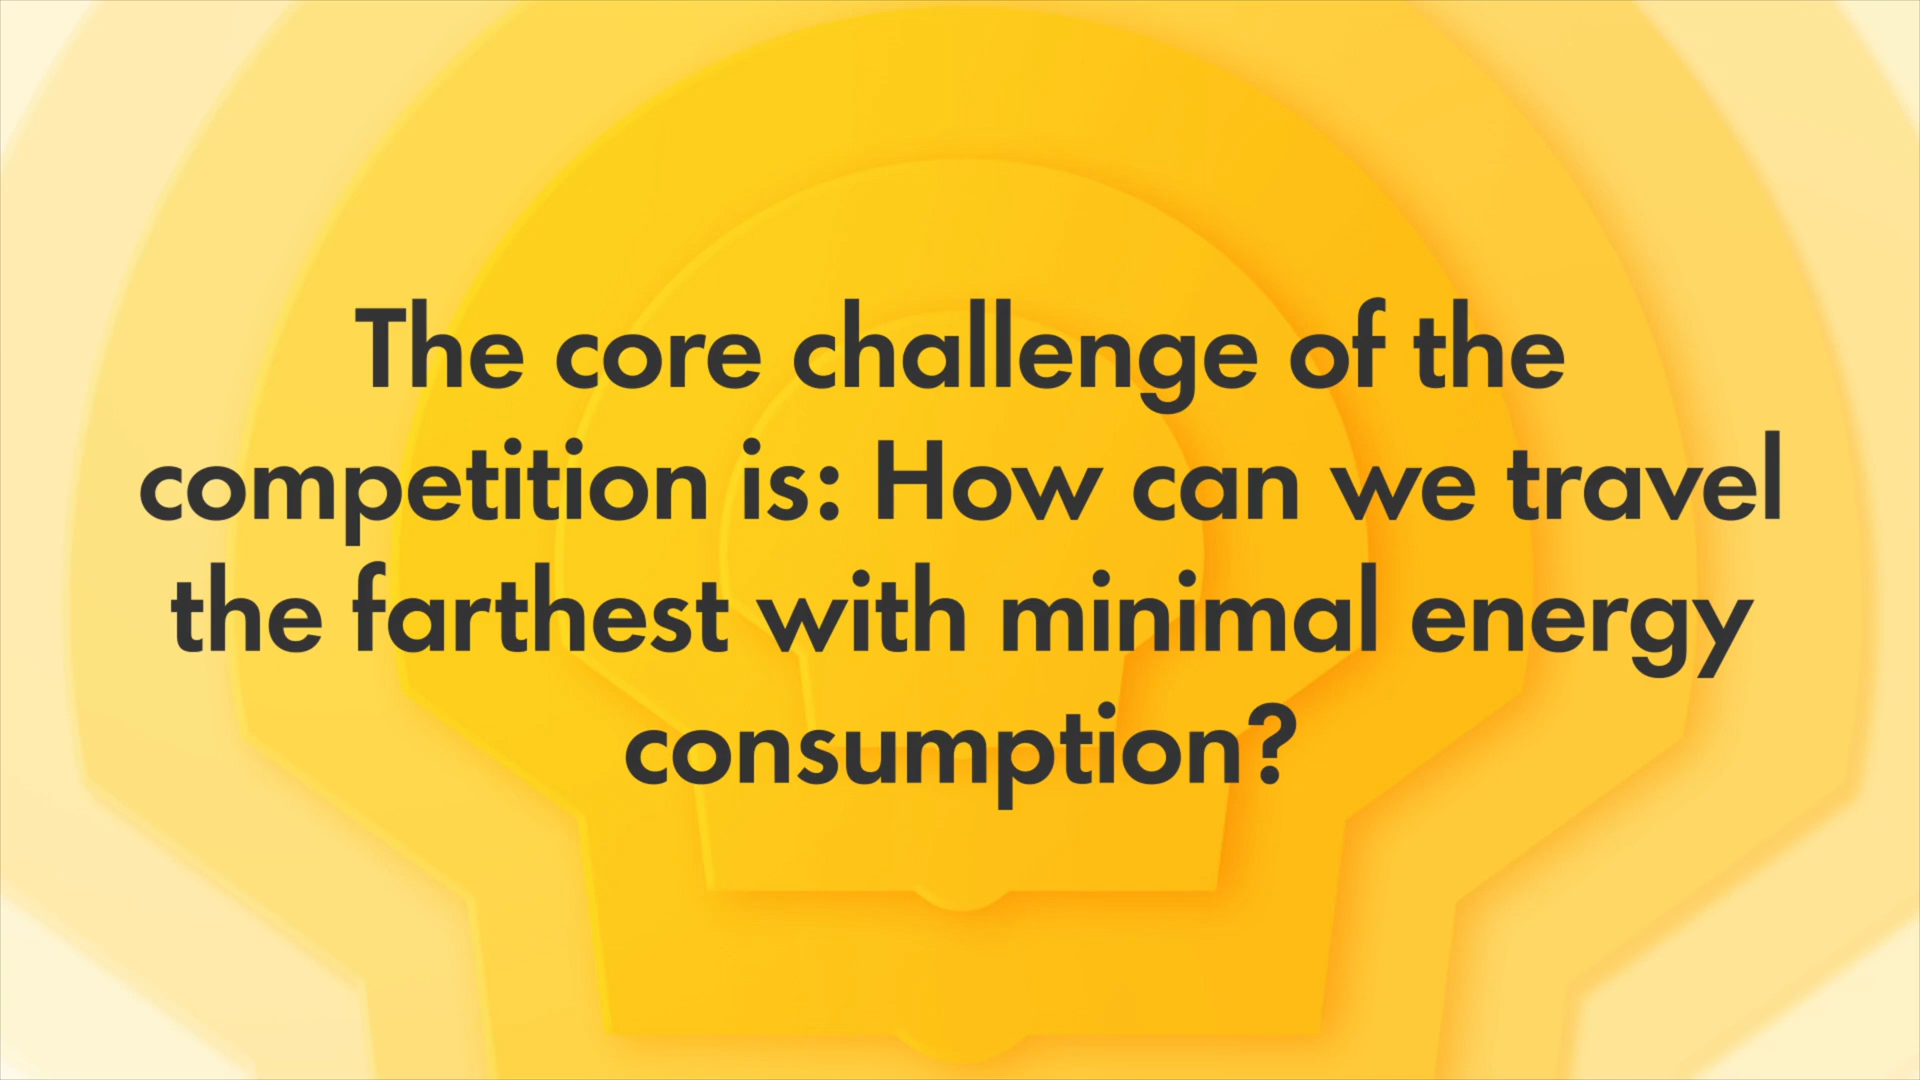 The core challenge of the
competition is: How can we travel
the farthest with minimal energy
consumption?